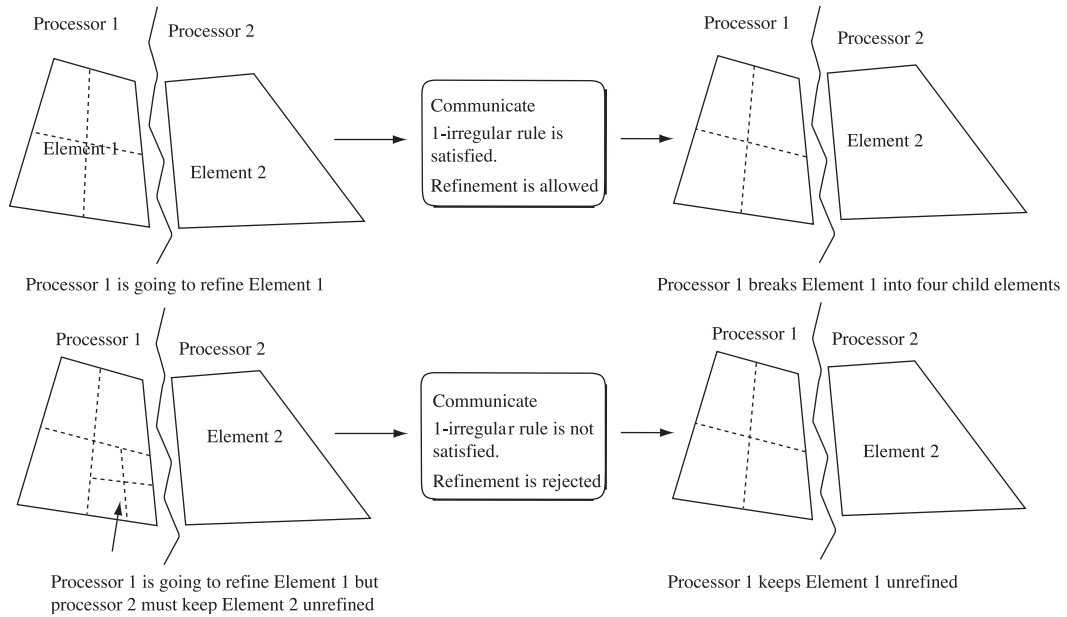 Processor 1
Processor 2
Element 1
Element 2
Communicate
1-irregular rule is
satisfied.
Refinement is allowed
Processor 1
Processor 2
Element 2
Processor 1 is going to refine Element 1
Processor 1 breaks Element 1 into four child elements
Processor 1
Processor 2
Element 2
Communicate
1-irregular rule is not
satisfied.
Refinement is rejected
Processor 1
Processor 2
Element 2
Processor 1 is going to refine Element 1 but
processor 2 must keep Element 2 unrefined
Processor 1 keeps Element 1 unrefined